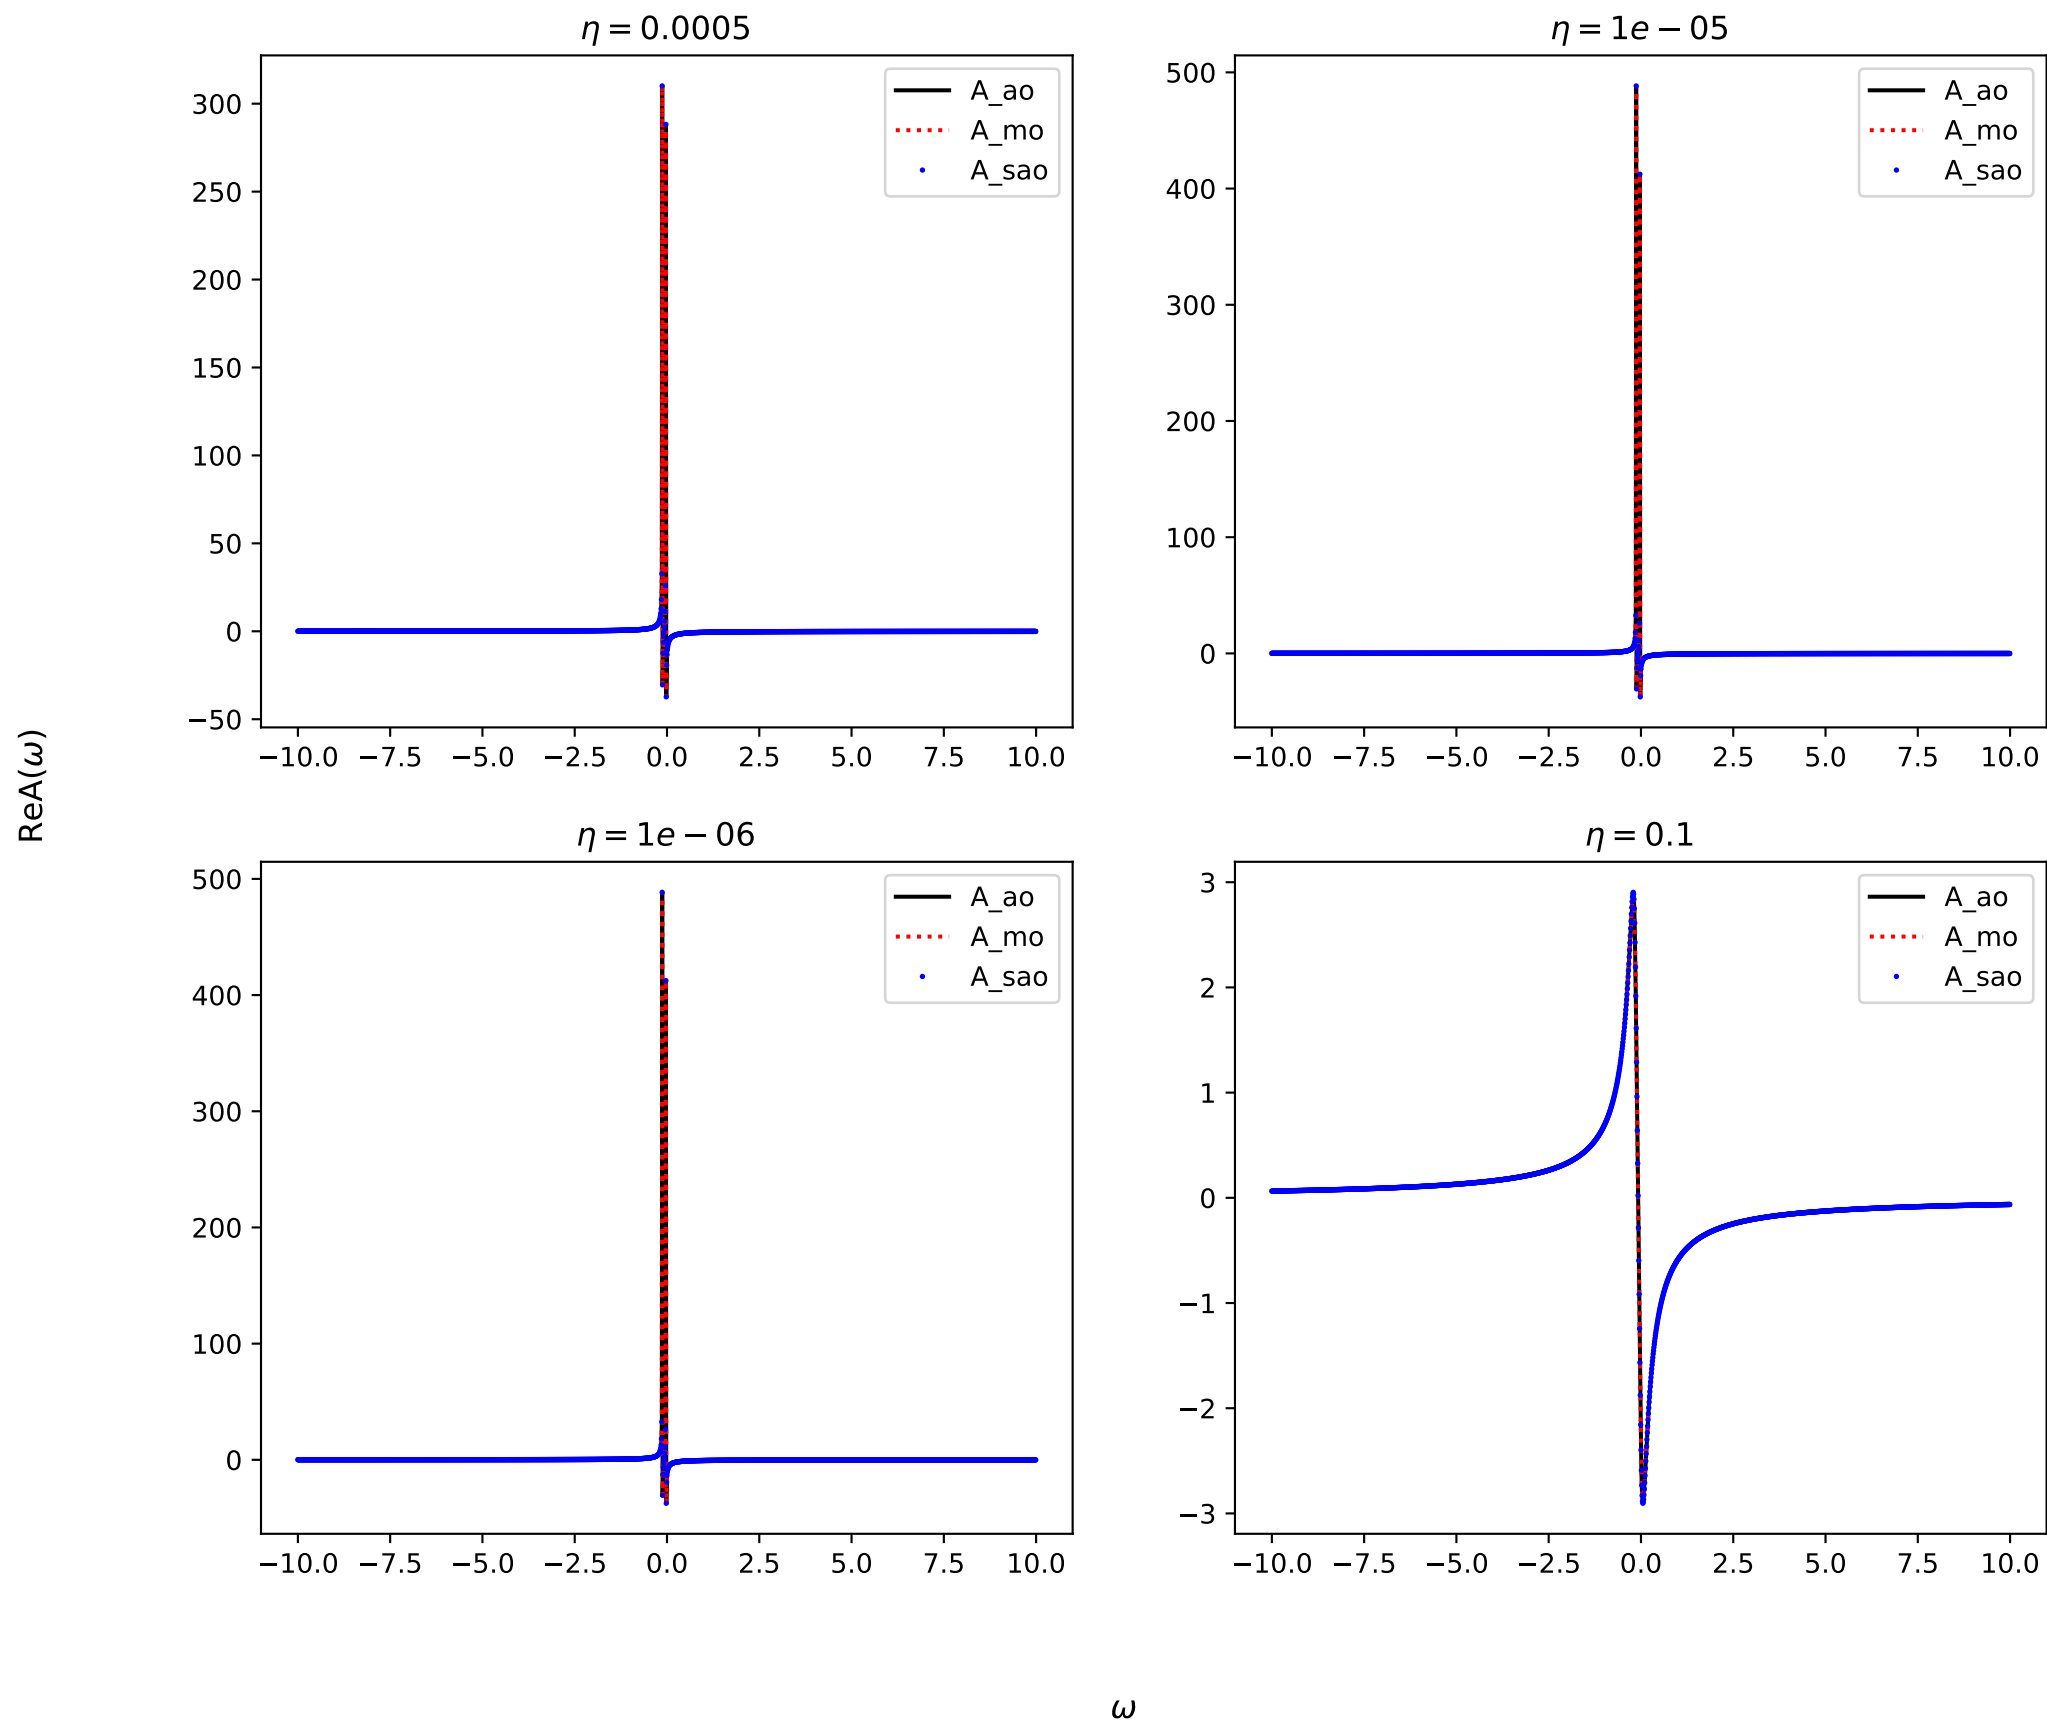 η = 0.0005
300
250
200
150
100
50
0
−50
−10.0 −7.5 −5.0 −2.5 0.0 2.5 5.0 7.5 10.0
A_ao
A_mo
A_sao
η = 1e − 05
500
400
300
200
100
0
−10.0 −7.5 −5.0 −2.5 0.0 2.5 5.0 7.5 10.0
A_ao
A_mo
A_sao
ReA(ω)
η = 1e − 06
500
400
300
200
100
0
−10.0 −7.5 −5.0 −2.5 0.0 2.5 5.0 7.5 10.0
A_ao
A_mo
A_sao
η = 0.1
3
2
1
0
−1
−2
−3
−10.0 −7.5 −5.0 −2.5 0.0 2.5 5.0 7.5 10.0
A_ao
A_mo
A_sao
ω